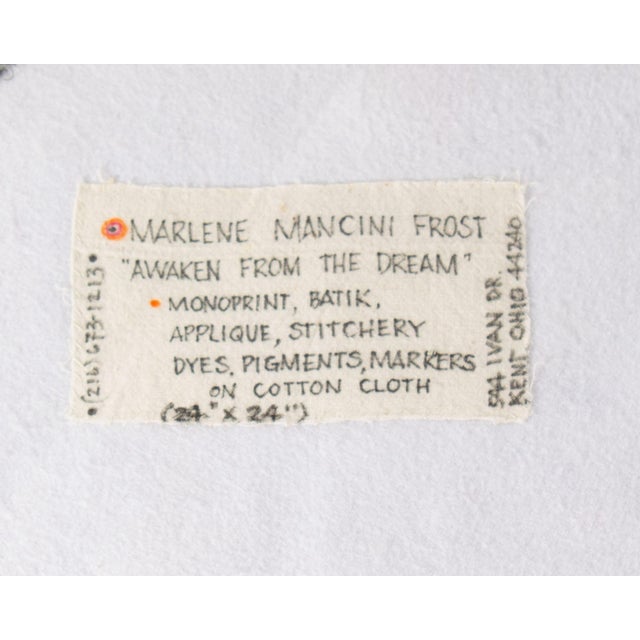 MARLENE MANCINI FROST
"AWAKEN FROM THE DREAM"
• MONOPRINT, BATIK,
APPLIQUE, STITCHERY
DYES, PIGMENTS, MARKERS
ON COTTON CLOTH
(24" X 24")
• (216) 673-1213 •
544 IVAN DR.
KENT OHIO 44240